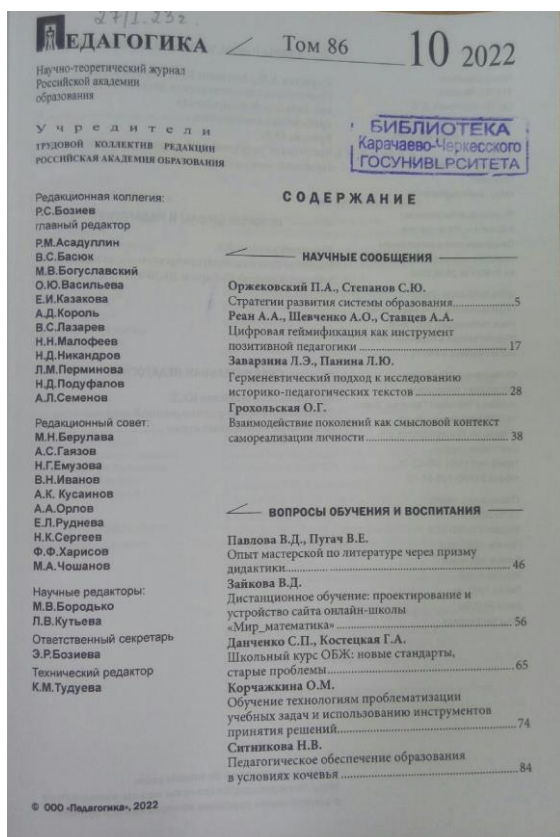 27/I.23г.
ПЕДАГОГИКА
Том 86
10 2022
Научно-теоретический журнал
Российской академии
образования
Учредители
ТРУДОВОЙ КОЛЛЕКТИВ РЕДАКЦИИ
РОССИЙСКАЯ АКАДЕМИЯ ОБРАЗОВАНИЯ
БИБЛИОТЕКА
Карачаево-Черкесского
ГОСУНИВЕРСИТЕТА
Редакционная коллегия:
Р.С.Бозиев
главный редактор
Р.М.Асадуллин
В.С.Басюк
М.В.Богуславский
О.Ю.Васильева
Е.И.Казакова
А.Д.Король
В.С.Лазарев
Н.Н.Малофеев
Н.Д.Никандров
Л.М.Перминова
Н.Д.Подуфалов
А.Л.Семенов
Редакционный совет:
М.Н.Берулава
А.С.Гаязов
Н.Г.Емузова
В.Н.Иванов
А.К. Кусаинов
А.А.Орлов
Е.Л.Руднева
Н.К.Сергеев
Ф.Ф.Харисов
М.А.Чошанов
Научные редакторы:
М.В.Бородько
Л.В.Кутьева
Ответственный секретарь
Э.Р.Бозиева
Технический редактор
К.М.Тудуева
© ООО «Педагогика», 2022
СОДЕРЖАНИЕ
НАУЧНЫЕ СООБЩЕНИЯ
Оржековский П.А., Степанов С.Ю.
Стратегии развития системы образования 5
Реан А.А., Шевченко А.О., Ставцев А.А.
Цифровая геймификация как инструмент
позитивной педагогики 17
Заварзина Л.Э., Панина Л.Ю.
Герменевтический подход к исследованию
историко-педагогических текстов 28
Грохольская О.Г.
Взаимодействие поколений как смысловой контекст
самореализации личности 38
ВОПРОСЫ ОБУЧЕНИЯ И ВОСПИТАНИЯ
Павлова В.Д., Пугач В.Е.
Опыт мастерской по литературе через призму
дидактики 46
Зайкова В.Д.
Дистанционное обучение: проектирование и
устройство сайта онлайн-школы
«Мир_математика» 56
Данченко С.П., Костецкая Г.А.
Школьный курс ОБЖ: новые стандарты,
старые проблемы 65
Корчажкина О.М.
Обучение технологиям проблематизации
учебных задач и использованию инструментов
принятия решений 74
Ситникова Н.В.
Педагогическое обеспечение образования
в условиях кочевья 84